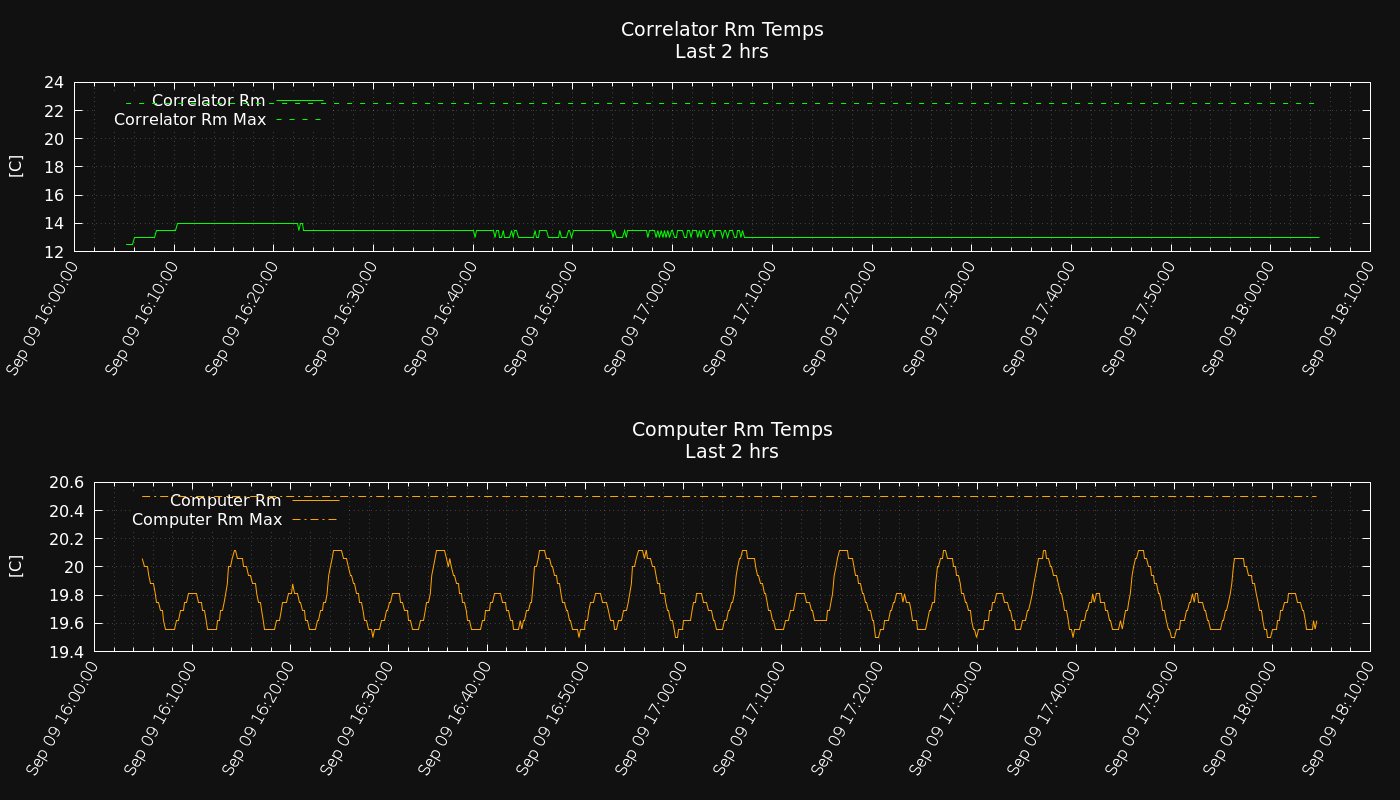 Correlator Rm Temps
Last 2 hrs
24
22
20
18
16
14
12
[C]
Correlator Rm
Correlator Rm Max
Sep 09 16:00:00
Sep 09 16:10:00
Sep 09 16:20:00
Sep 09 16:30:00
Sep 09 16:40:00
Sep 09 16:50:00
Sep 09 17:00:00
Sep 09 17:10:00
Sep 09 17:20:00
Sep 09 17:30:00
Sep 09 17:40:00
Sep 09 17:50:00
Sep 09 18:00:00
Sep 09 18:10:00
Computer Rm Temps
Last 2 hrs
20.6
20.4
20.2
20
19.8
19.6
19.4
[C]
Computer Rm
Computer Rm Max
Sep 09 16:00:00
Sep 09 16:10:00
Sep 09 16:20:00
Sep 09 16:30:00
Sep 09 16:40:00
Sep 09 16:50:00
Sep 09 17:00:00
Sep 09 17:10:00
Sep 09 17:20:00
Sep 09 17:30:00
Sep 09 17:40:00
Sep 09 17:50:00
Sep 09 18:00:00
Sep 09 18:10:00